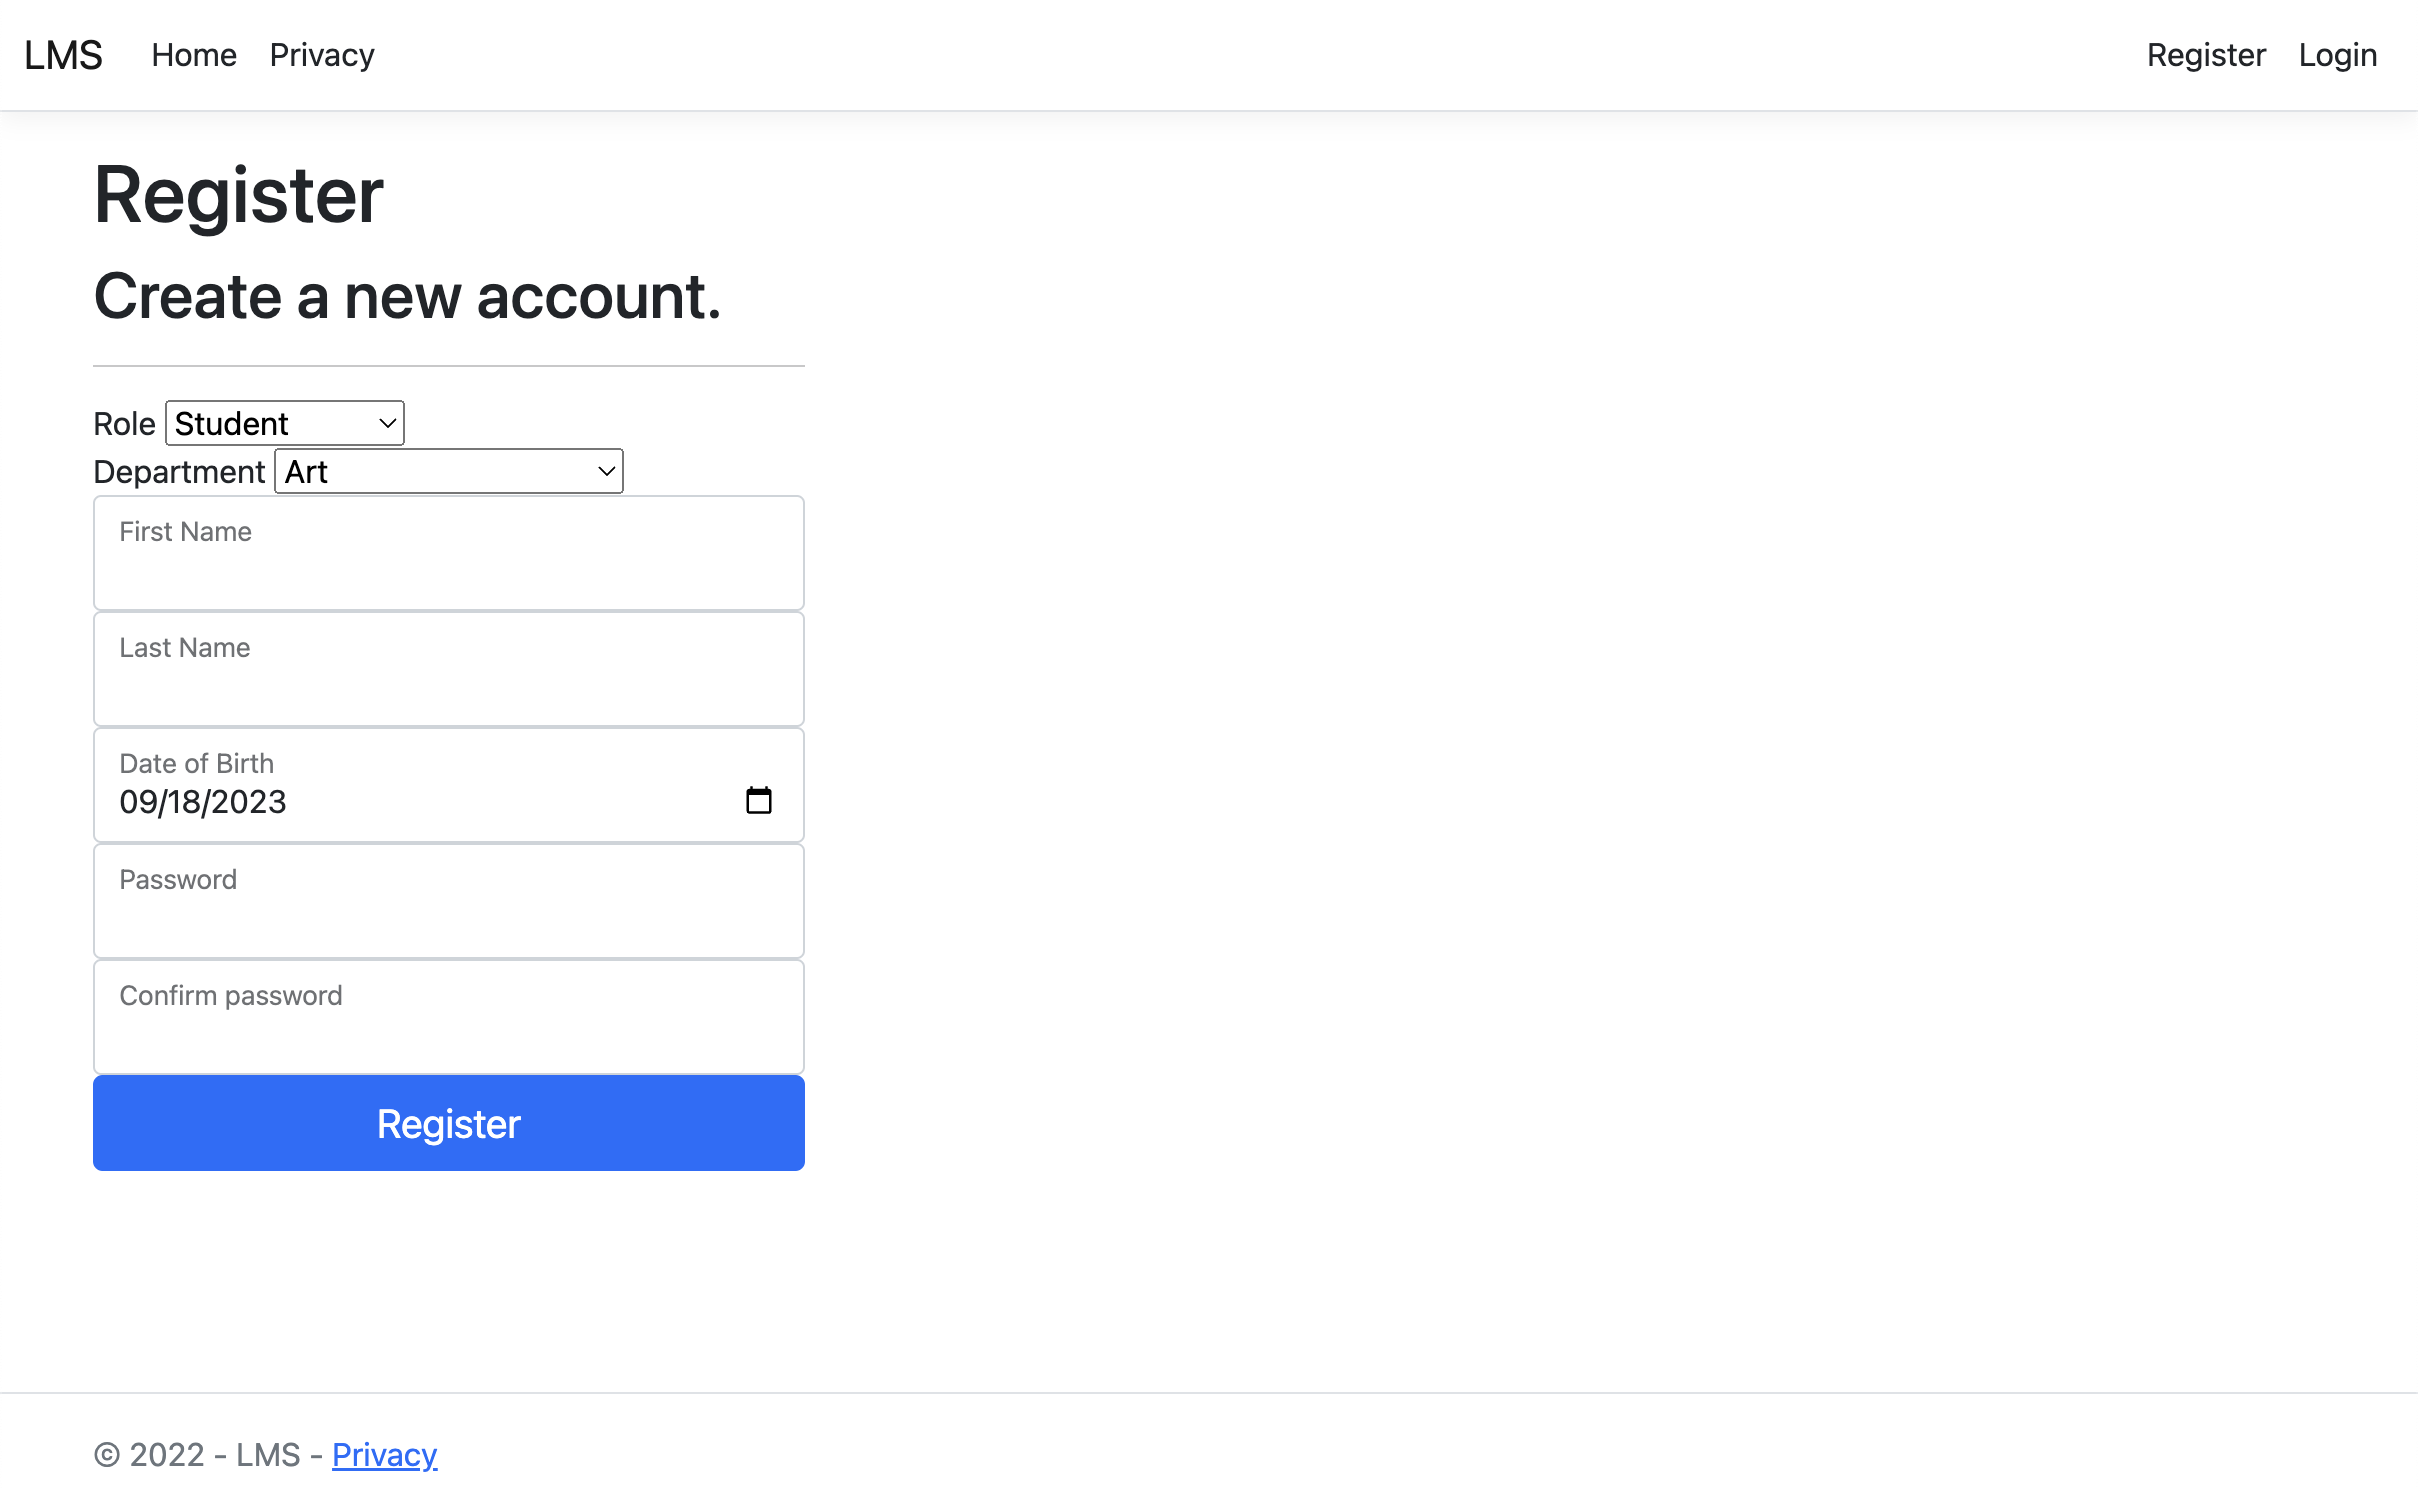 LMS Home Privacy Register Login
Register
Create a new account.
Role Student
Department Art
First Name
Last Name
Date of Birth
09/18/2023
Password
Confirm password
Register
© 2022 - LMS - Privacy